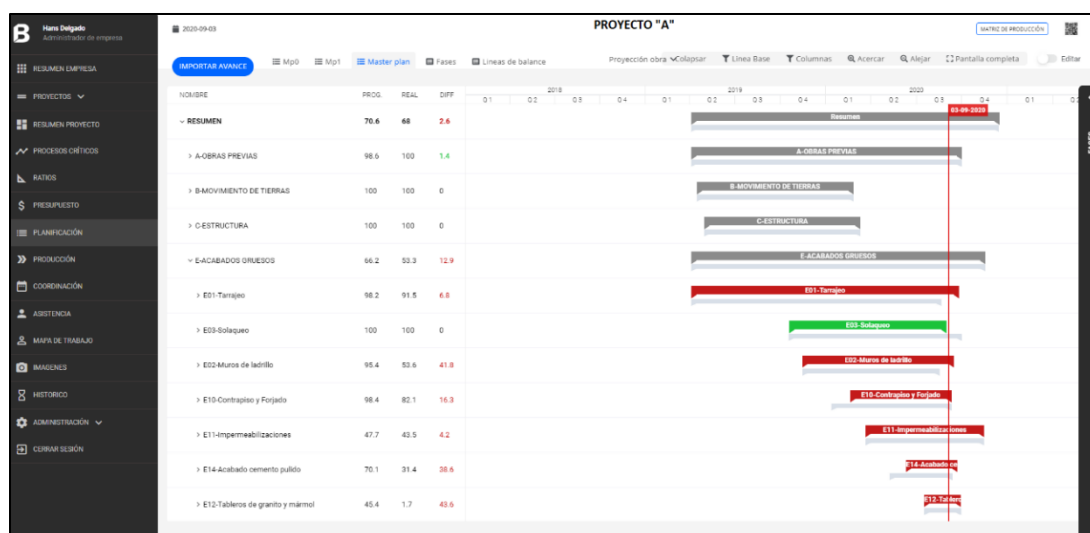 B
Hans Delgado
Administrador de empresa
2020-09-03
PROYECTO "A"
MATRIZ DE PRODUCCIÓN
RESUMEN EMPRESA
PROYECTOS
RESUMEN PROYECTO
PROCESOS CRÍTICOS
RATIOS
PRESUPUESTO
PLANIFICACIÓN
PRODUCCIÓN
COORDINACIÓN
ASISTENCIA
MAPA DE TRABAJO
IMAGENES
HISTORICO
ADMINISTRACIÓN
CERRAR SESIÓN
IMPORTAR AVANCE Mp0 Mp1 Master plan Fases Lineas de balance Proyección obra Colapsar Linea Base Columnas Acercar Alejar Pantalla completa Editar
NOMBRE PROG. REAL DIFF
2018 2019 2020
Q1 Q2 Q3 Q4 Q1 Q2 Q3 Q4 Q1 Q2 Q3 Q4 Q1
03-09-2020
RESUMEN 70.6 68 2.6 Resumen
A-OBRAS PREVIAS 98.6 100 1.4 A-OBRAS PREVIAS
B-MOVIMIENTO DE TIERRAS 100 100 0 B-MOVIMIENTO DE TIERRAS
C-ESTRUCTURA 100 100 0 C-ESTRUCTURA
E-ACABADOS GRUESOS 66.2 53.3 12.9 E-ACABADOS GRUESOS
E01-Tarrajeo 98.2 91.5 6.8 E01-Tarrajeo
E03-Solaqueo 100 100 0 E03-Solaqueo
E02-Muros de ladrillo 95.4 53.6 41.8 E02-Muros de ladrillo
E10-Contrapiso y Forjado 98.4 82.1 16.3 E10-Contrapiso y Forjado
E11-Impermeabilizaciones 47.7 43.5 4.2 E11-Impermeabilizaciones
E14-Acabado cemento pulido 70.1 31.4 38.6 E14-Acabado ce
E12-Tableros de granito y mármol 45.4 1.7 43.6 E12-Tablero